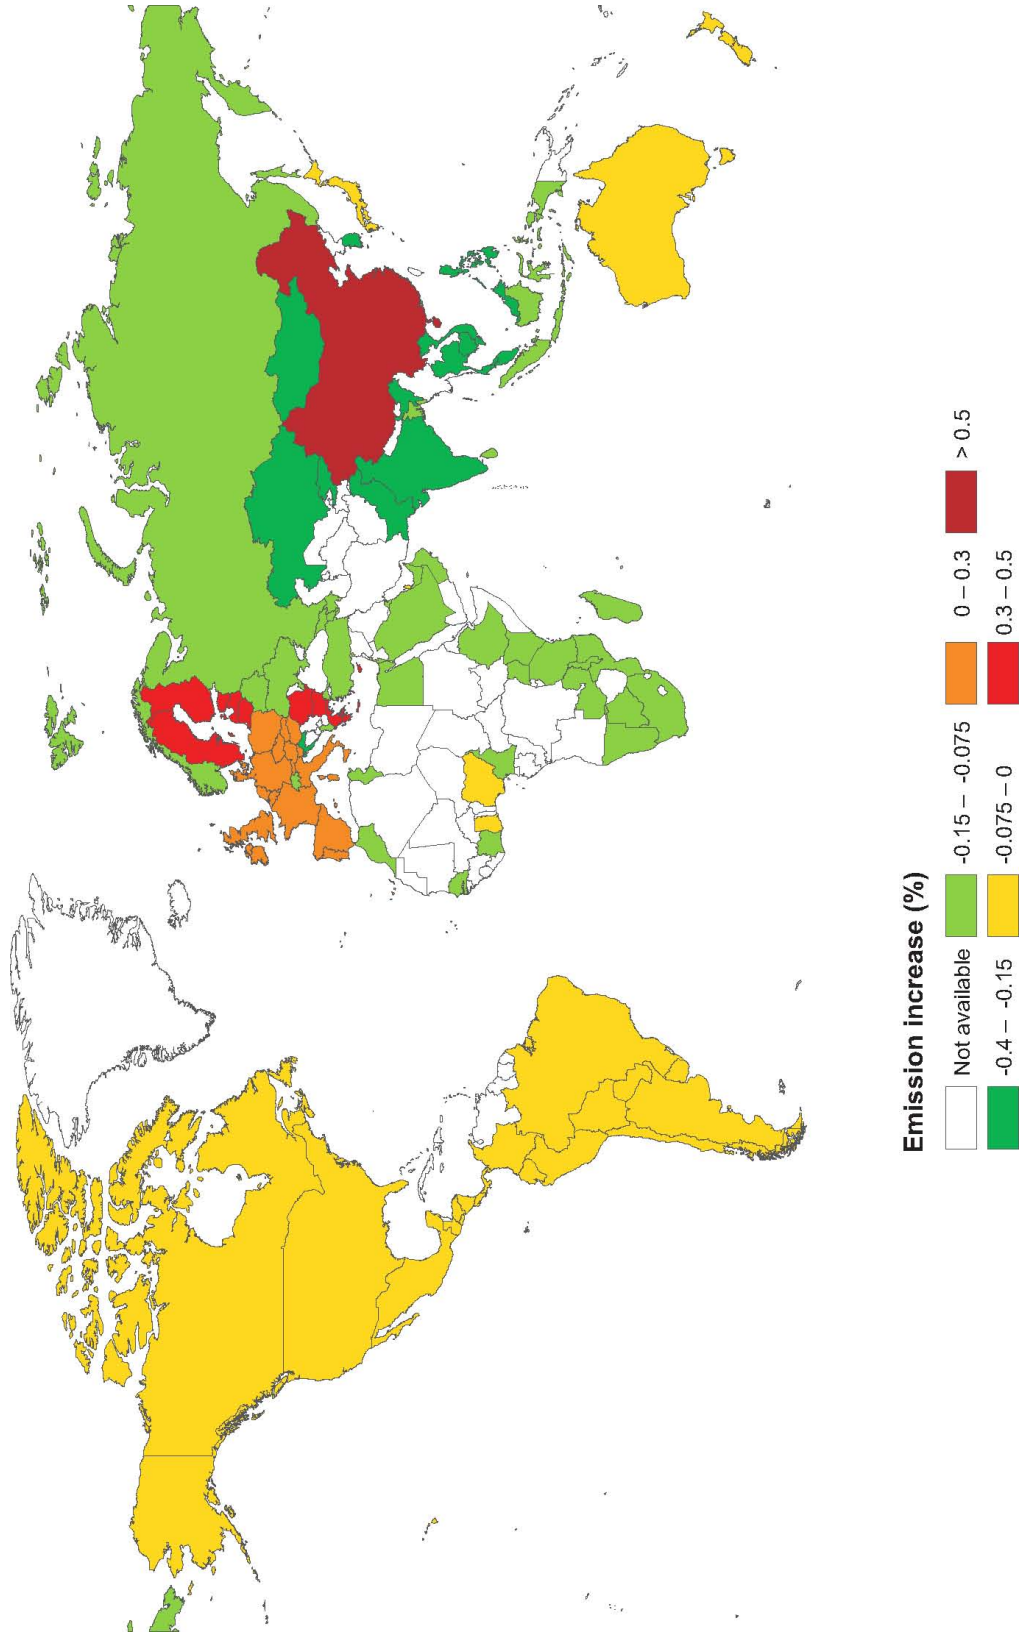 Emission increase (%)
Not available
-0.15 – -0.075
0 – 0.3
> 0.5
-0.4 – -0.15
-0.075 – 0
0.3 – 0.5